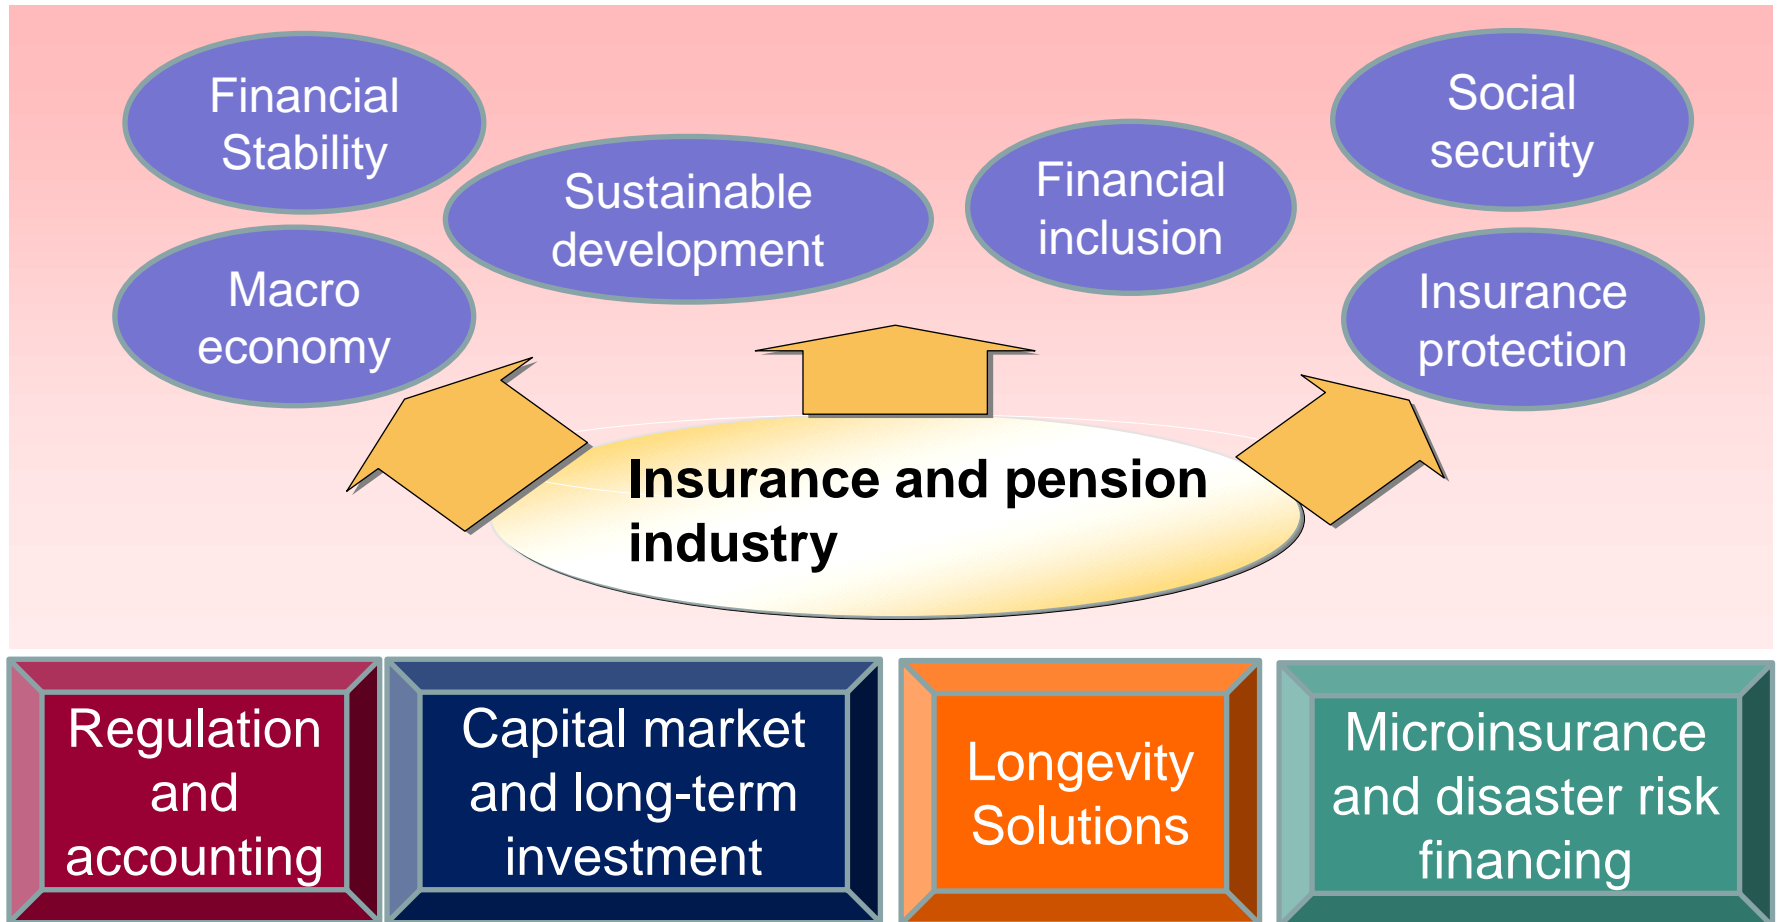 Financial
Stability
Sustainable
development
Financial
inclusion
Social
security
Macro
economy
Insurance
protection
Insurance and pension
industry
Regulation
and
accounting
Capital market
and long-term
investment
Longevity
Solutions
Microinsurance
and disaster risk
financing